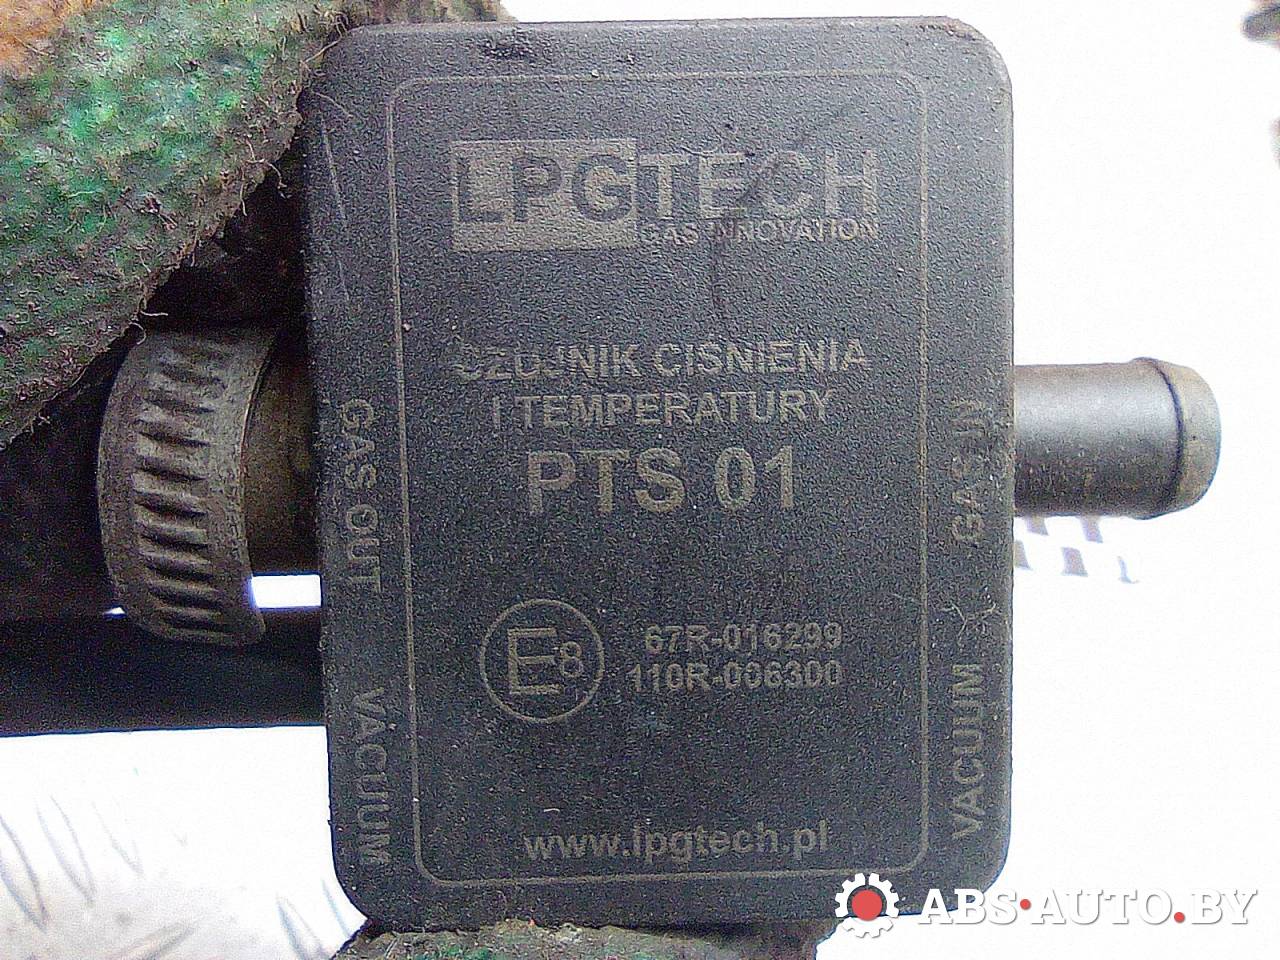 LPGTECH
GAS INNOVATION
CZUJNIK CIŚNIENIA
I TEMPERATURY
PTS 01
GAS OUT
GAS IN
E8
67R-016299
110R-006300
VACUUM
VACUUM
www.lpgtech.pl
ABS-AUTO.BY